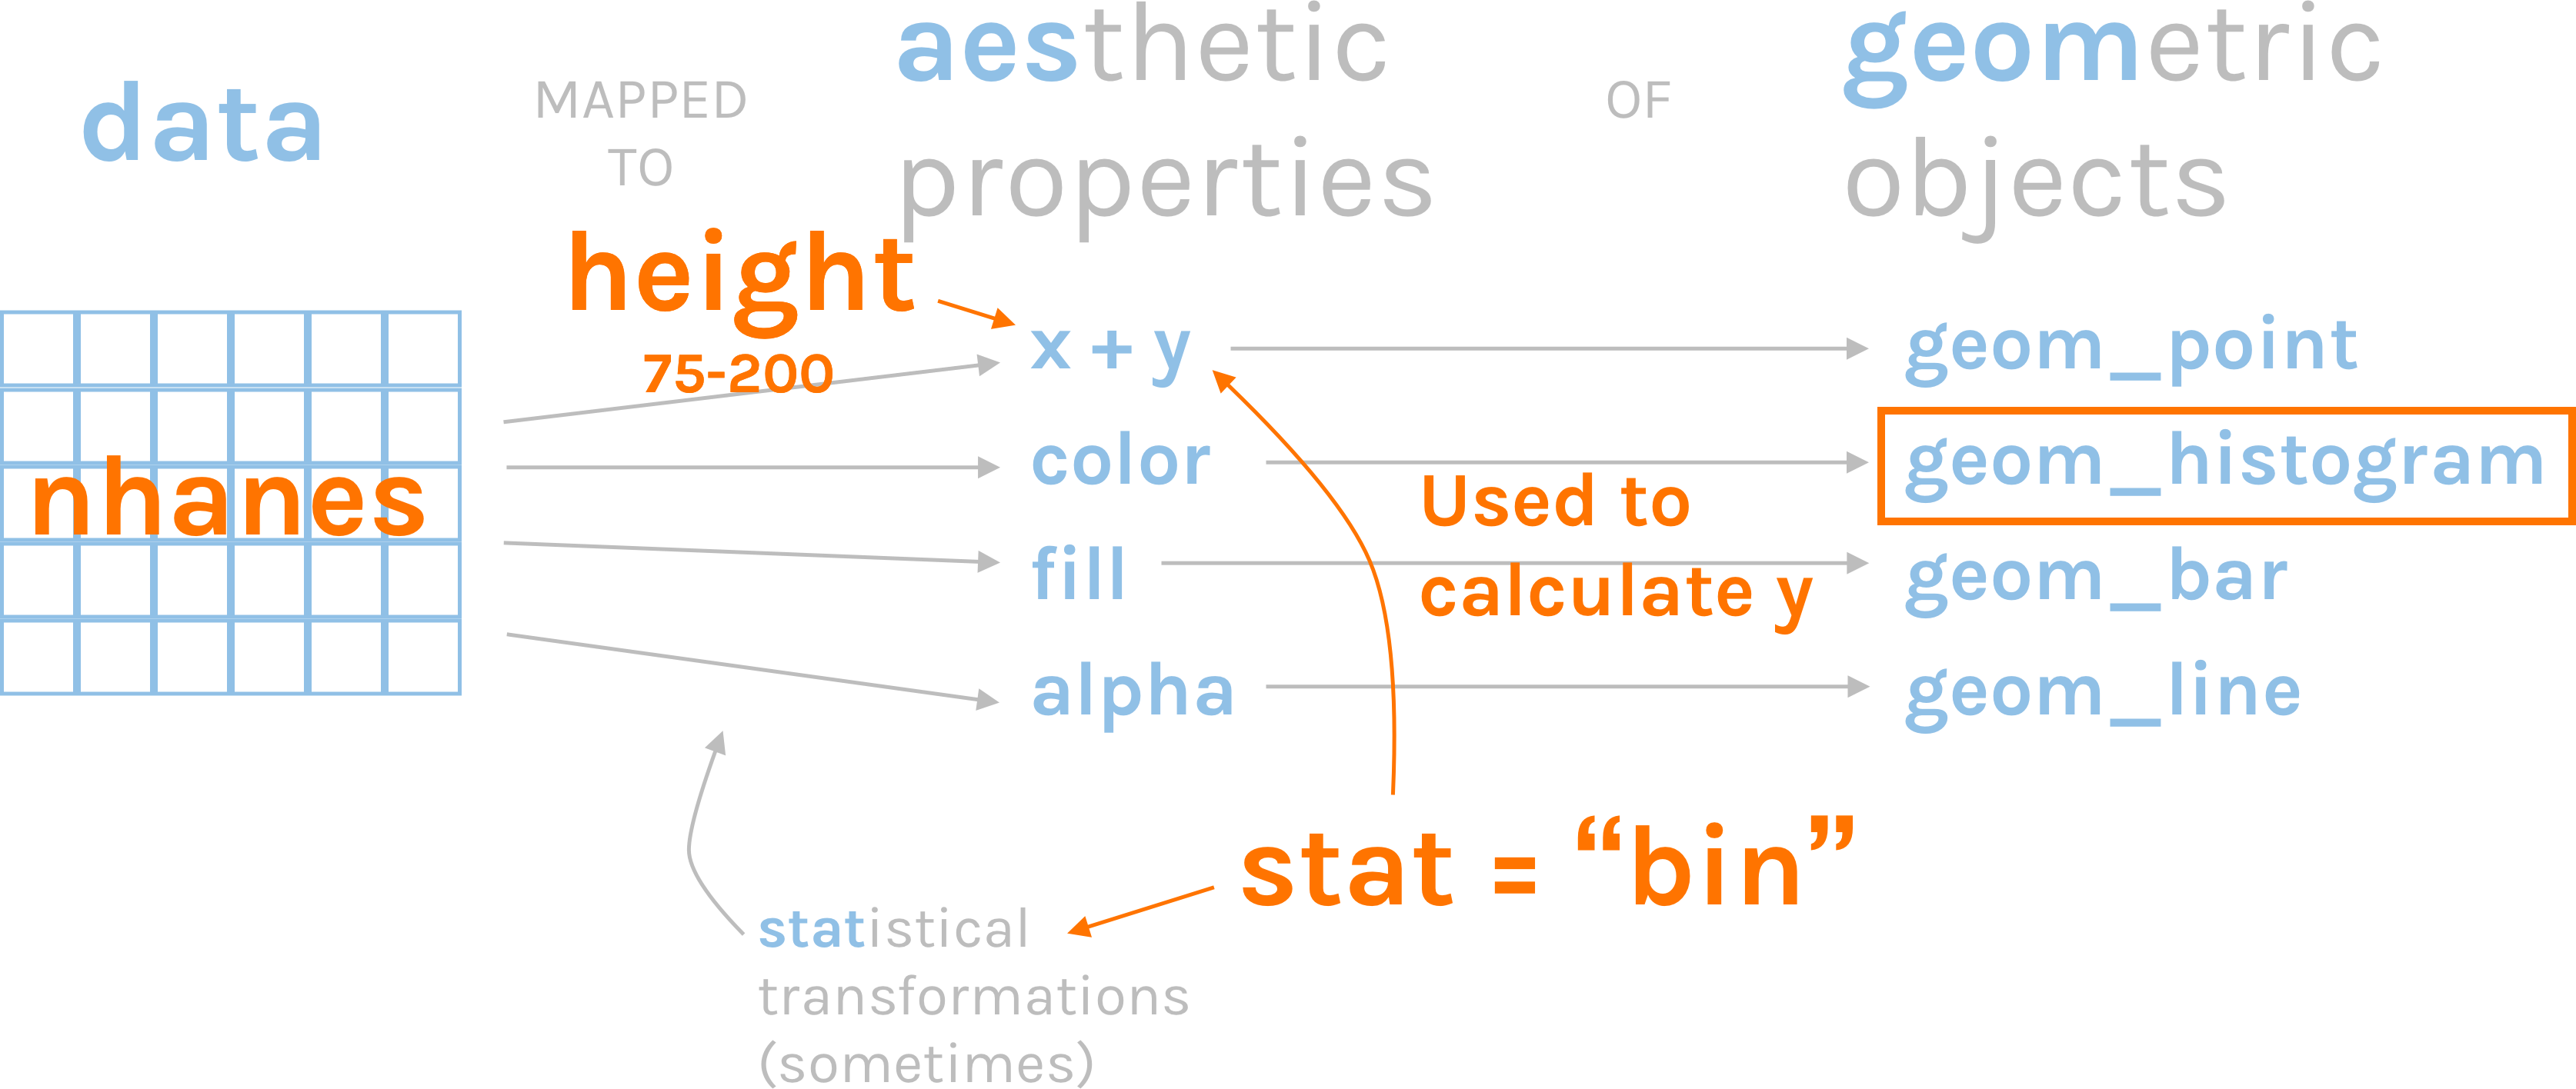 data
MAPPED
TO
aesthetic
properties
OF
geometric
objects
height
75-200
nhanes
x + y
color
fill
alpha
Used to
calculate y
geom_point
geom_histogram
geom_bar
geom_line
stat = “bin”
statistical
transformations
(sometimes)